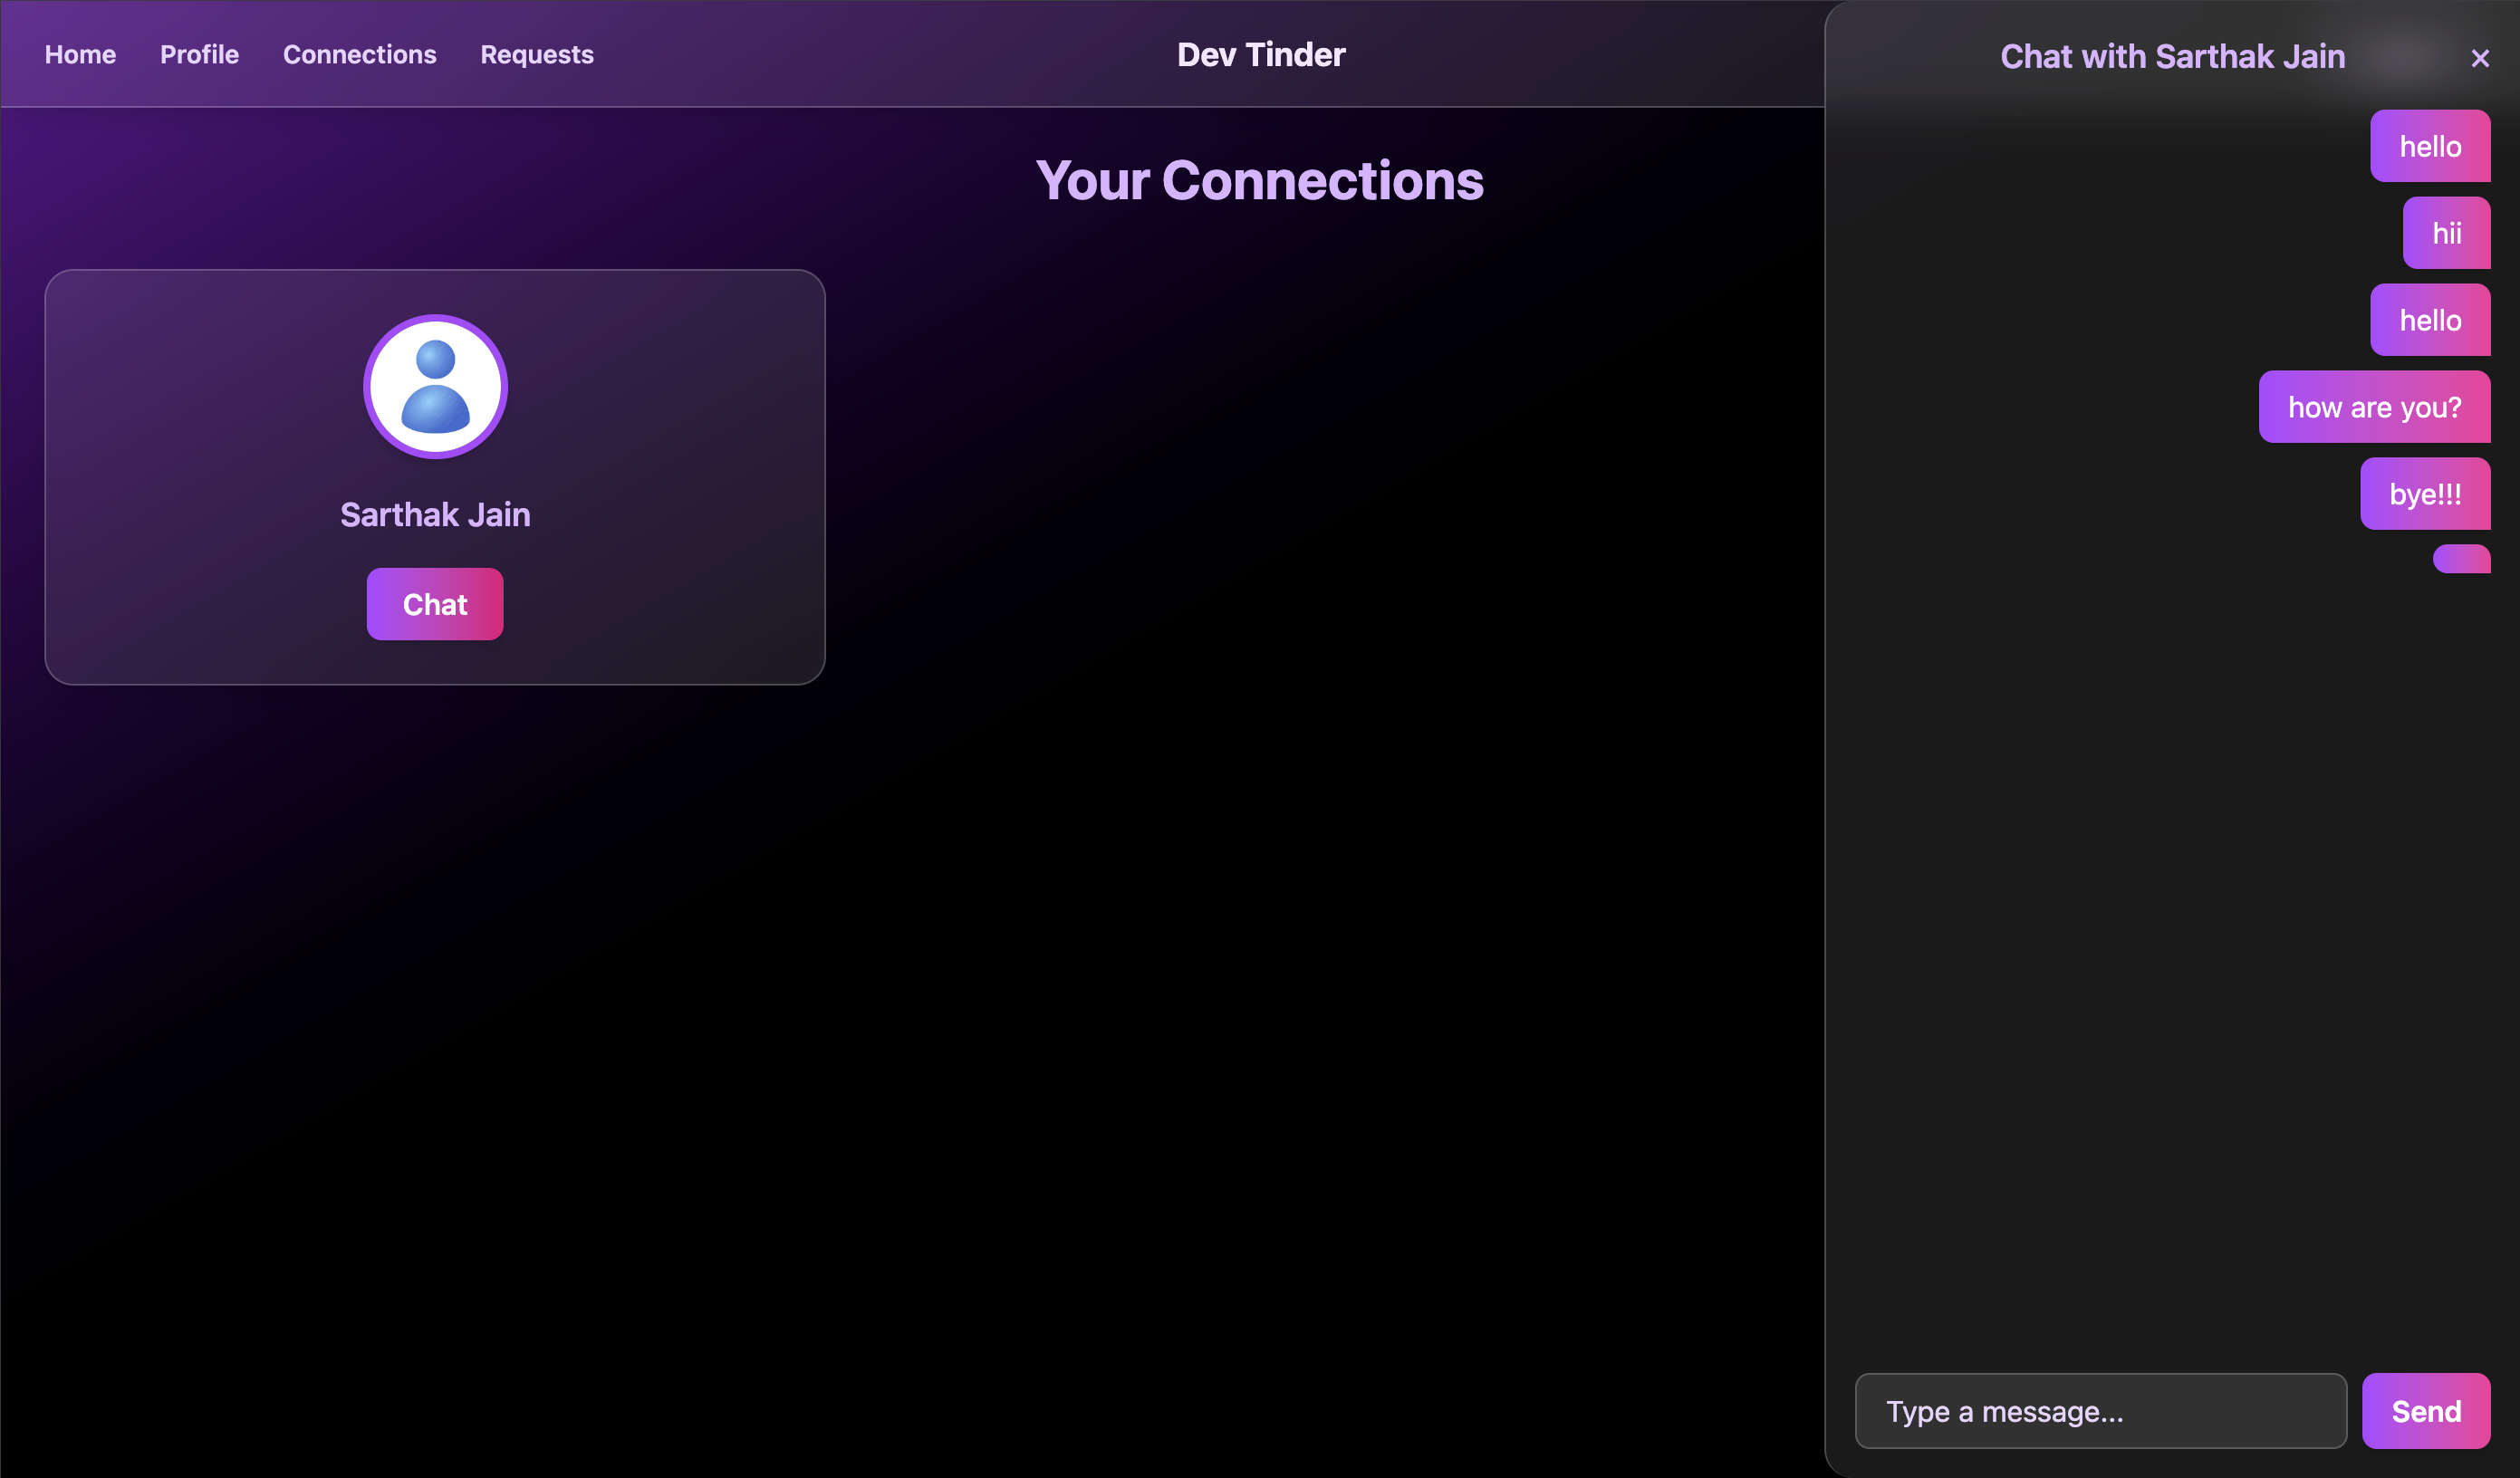 Home Profile Connections Requests
Dev Tinder
Your Connections
Sarthak Jain
Chat
Chat with Sarthak Jain ×
hello
hii
hello
how are you?
bye!!!
Type a message...
Send